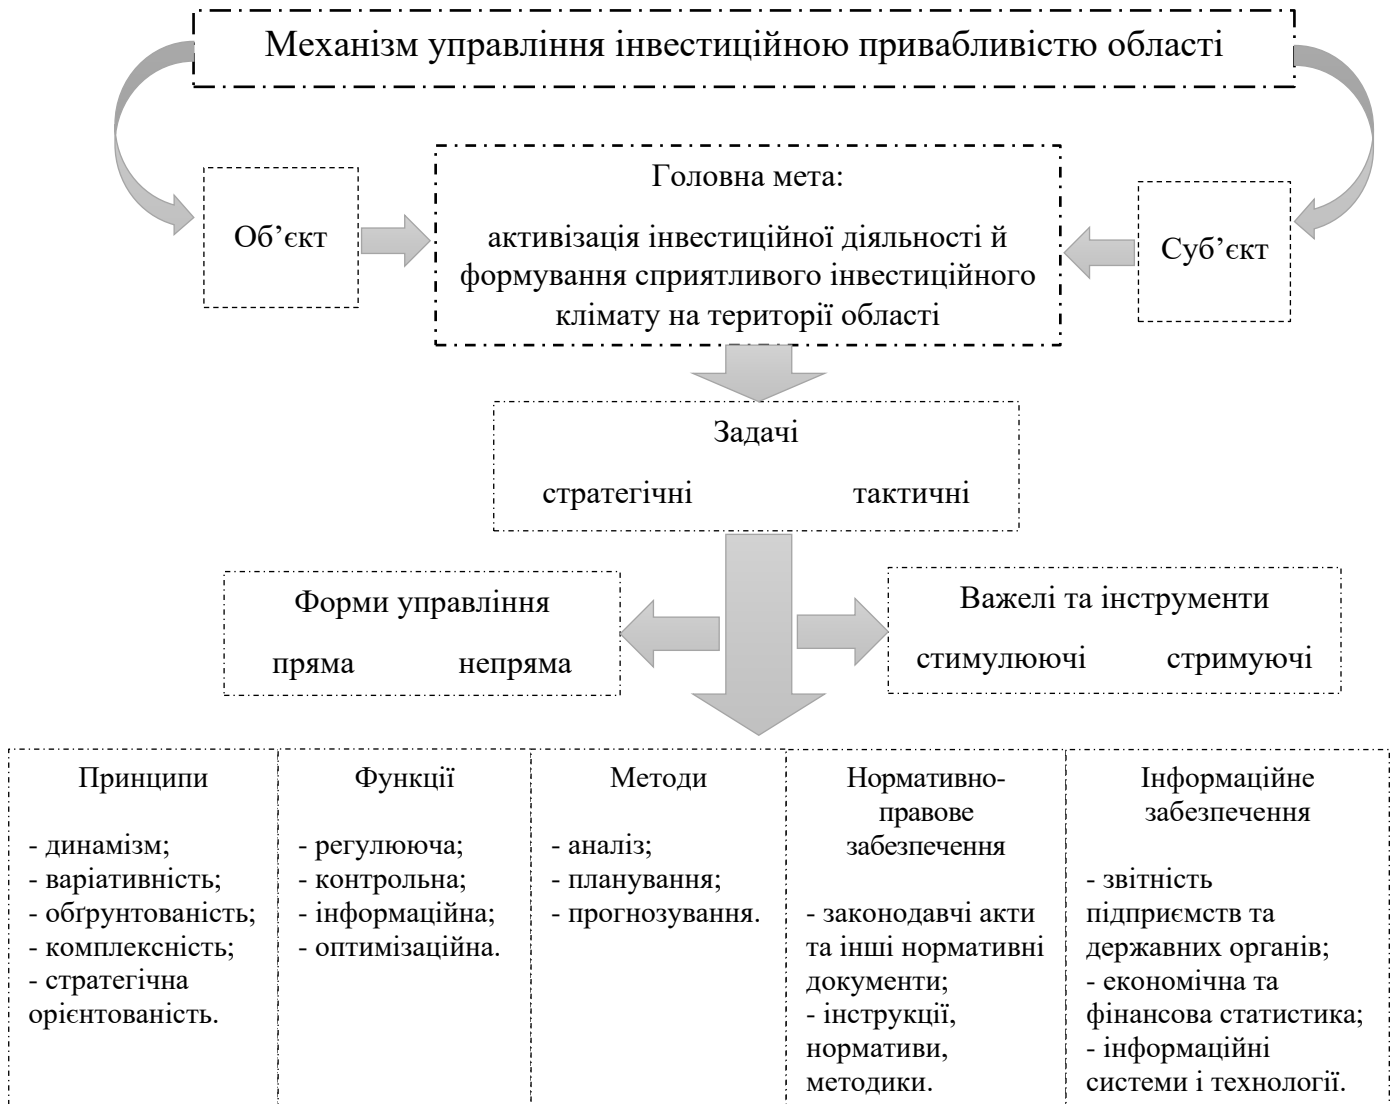 Механізм управління інвестиційною привабливістю області
Об’єкт
Головна мета:
активізація інвестиційної діяльності й
формування сприятливого інвестиційного
клімату на території області
Суб’єкт
Задачі
стратегічні тактичні
Форми управління
пряма непряма
Важелі та інструменти
стимулюючі стримуючі
Принципи
- динамізм;
- варіативність;
- обґрунтованість;
- комплексність;
- стратегічна
орієнтованість.
Функції
- регулююча;
- контрольна;
- інформаційна;
- оптимізаційна.
Методи
- аналіз;
- планування;
- прогнозування.
Нормативно-
правове
забезпечення
- законодавчі акти
та інші нормативні
документи;
- інструкції,
нормативи,
методики.
Інформаційне
забезпечення
- звітність
підприємств та
державних органів;
- економічна та
фінансова статистика;
- інформаційні
системи і технології.